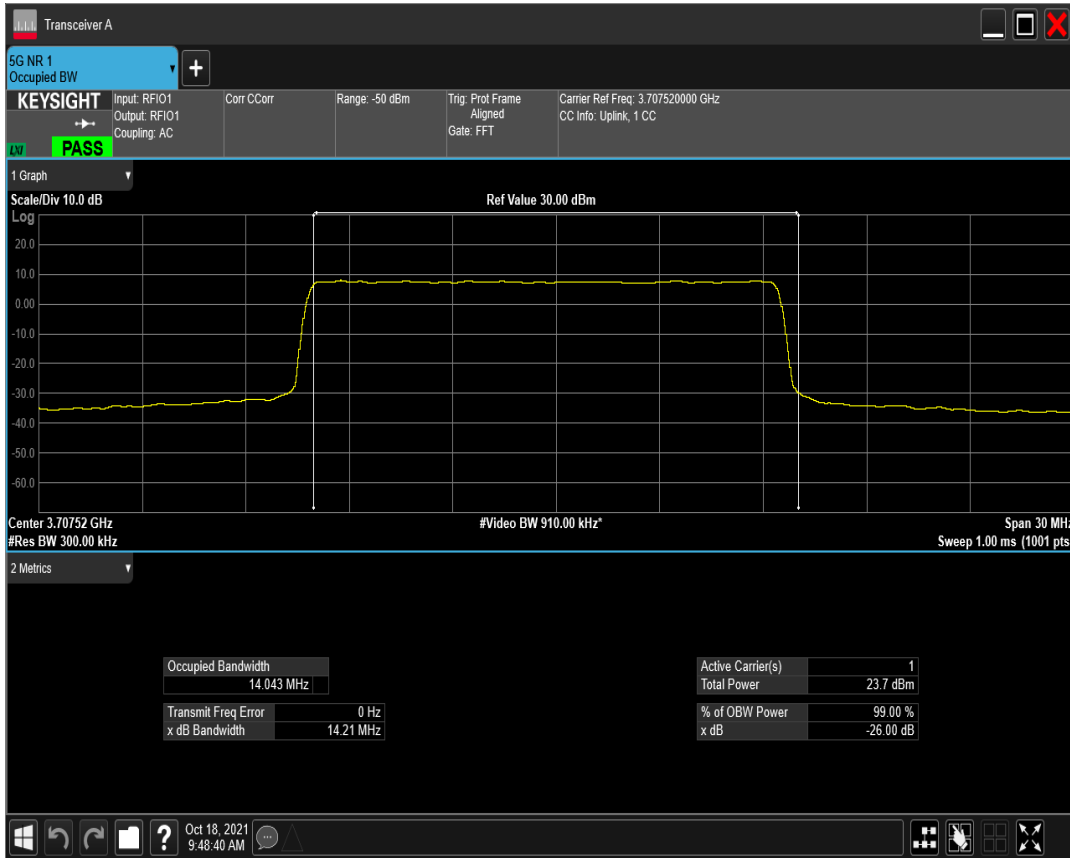 Transceiver A
5G NR 1
Occupied BW
+
KEYSIGHT
LXI
PASS
Input: RFIO1
Output: RFIO1
Coupling: AC
Corr CCorr
Range: -50 dBm
Trig: Prot Frame
Aligned
Gate: FFT
Carrier Ref Freq: 3.707520000 GHz
CC Info: Uplink, 1 CC
1 Graph
Scale/Div 10.0 dB
Ref Value 30.00 dBm
Log
20.0
10.0
0.00
-10.0
-20.0
-30.0
-40.0
-50.0
-60.0
Center 3.70752 GHz
#Video BW 910.00 kHz*
Span 30 MHz
#Res BW 300.00 kHz
Sweep 1.00 ms (1001 pts
2 Metrics
Occupied Bandwidth
14.043 MHz
Transmit Freq Error 0 Hz
x dB Bandwidth 14.21 MHz
Active Carrier(s) 1
Total Power 23.7 dBm
% of OBW Power 99.00 %
x dB -26.00 dB
?
Oct 18, 2021
9:48:40 AM